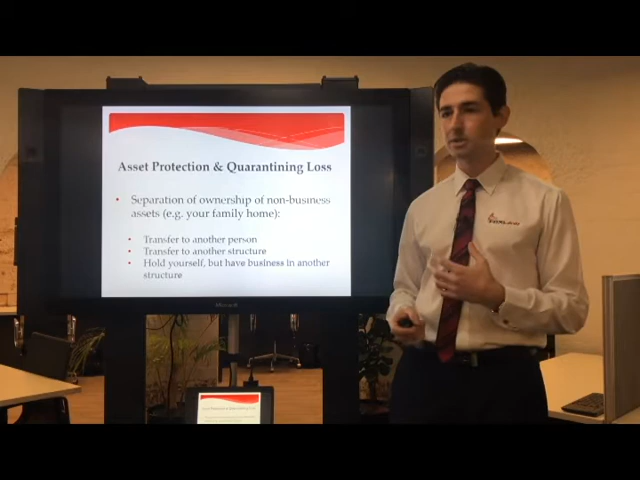 Asset Protection & Quarantining Loss
• Separation of ownership of non-business
assets (e.g. your family home):
• Transfer to another person
• Transfer to another structure
• Hold yourself, but have business in another
structure
Microsoft